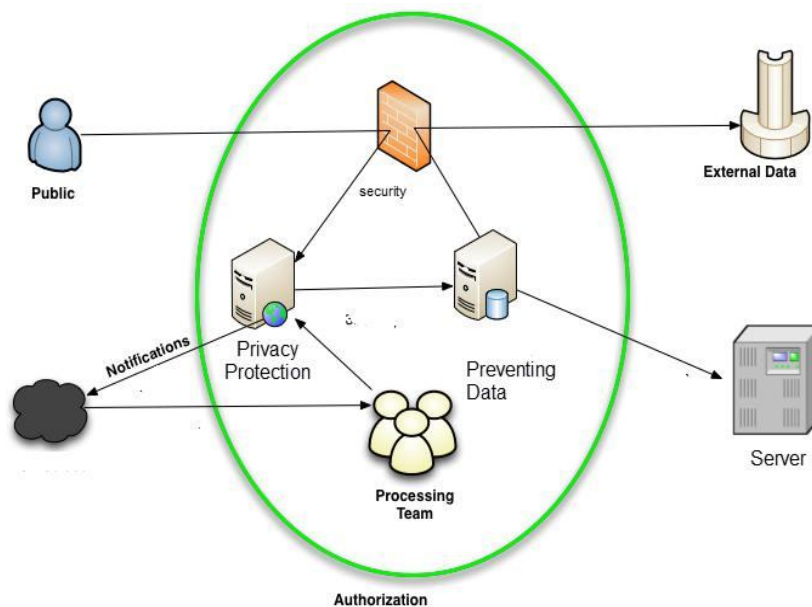 Public
External Data
security
Notifications
Privacy
Protection
Preventing
Data
Server
Processing
Team
Authorization